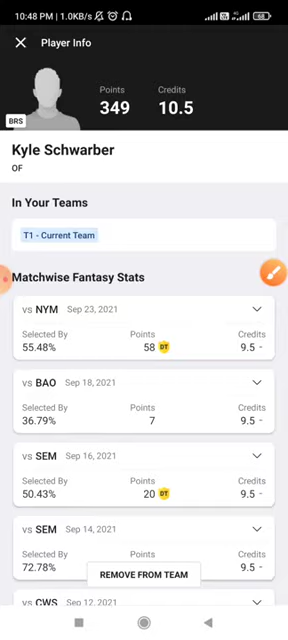 10:48 PM | 1.0KB/s
68
Player Info
Points
Credits
349
10.5
BRS
Kyle Schwarber
OF
In Your Teams
T1 - Current Team
Matchwise Fantasy Stats
vs NYM Sep 23, 2021
Selected By Points Credits
55.48% 58 DT 9.5 -
vs BAO Sep 18, 2021
Selected By Points Credits
36.79% 7 9.5 -
vs SEM Sep 16, 2021
Selected By Points Credits
50.43% 20 DT 9.5 -
vs SEM Sep 14, 2021
Selected By Points Credits
72.78% 9.5 -
REMOVE FROM TEAM
vs CWS Sep 12, 2021